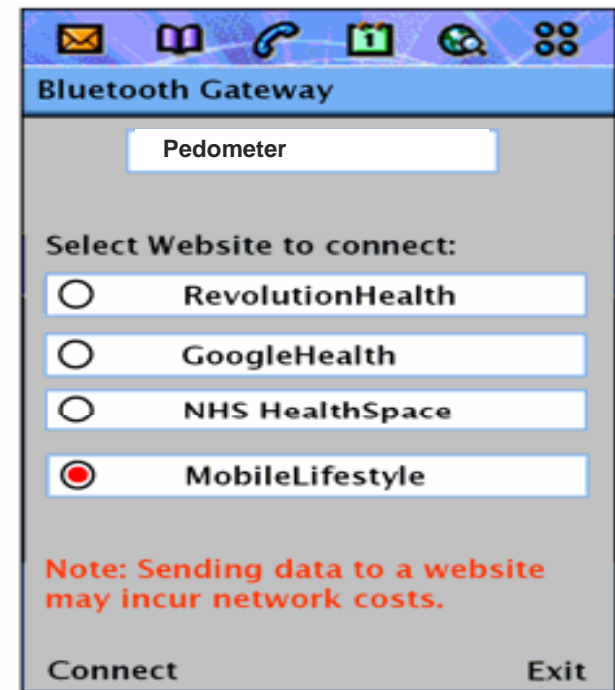 1
Bluetooth Gateway
Pedometer
Select Website to connect:
RevolutionHealth
GoogleHealth
NHS HealthSpace
MobileLifestyle
Note: Sending data to a website
may incur network costs.
Connect Exit